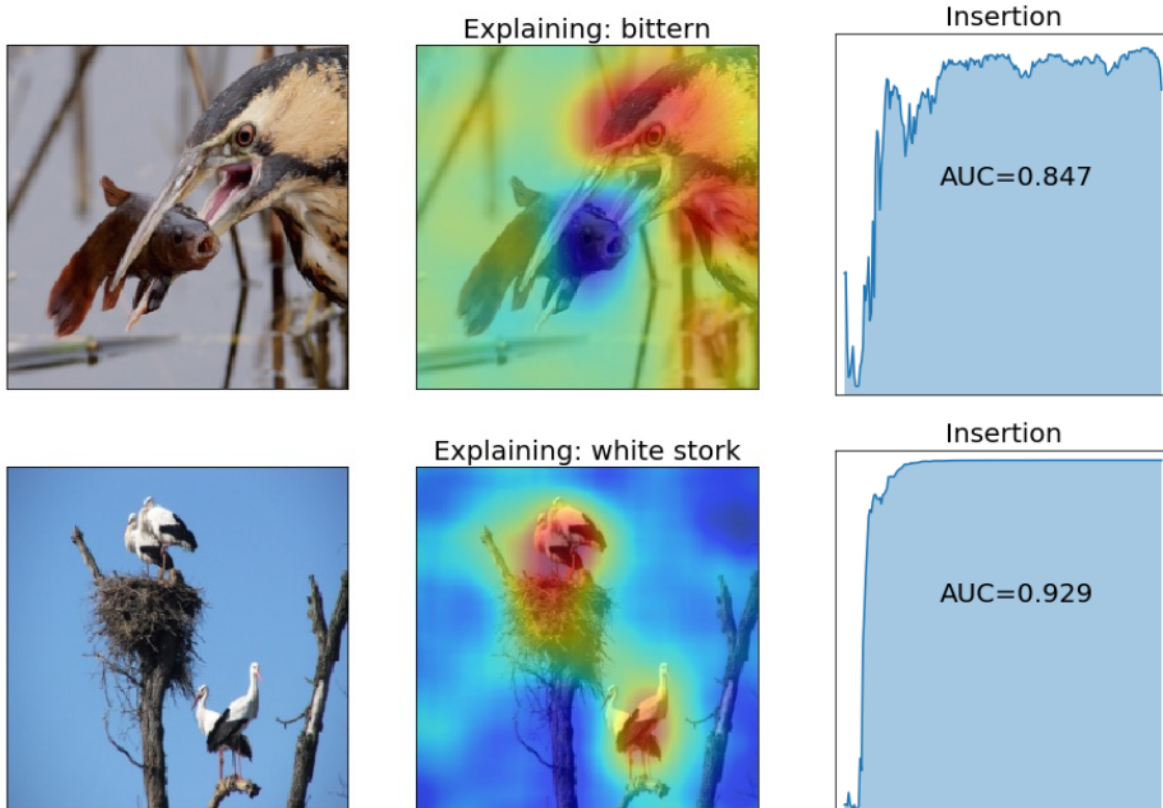 Explaining: bittern
Insertion
AUC=0.847
Explaining: white stork
Insertion
AUC=0.929